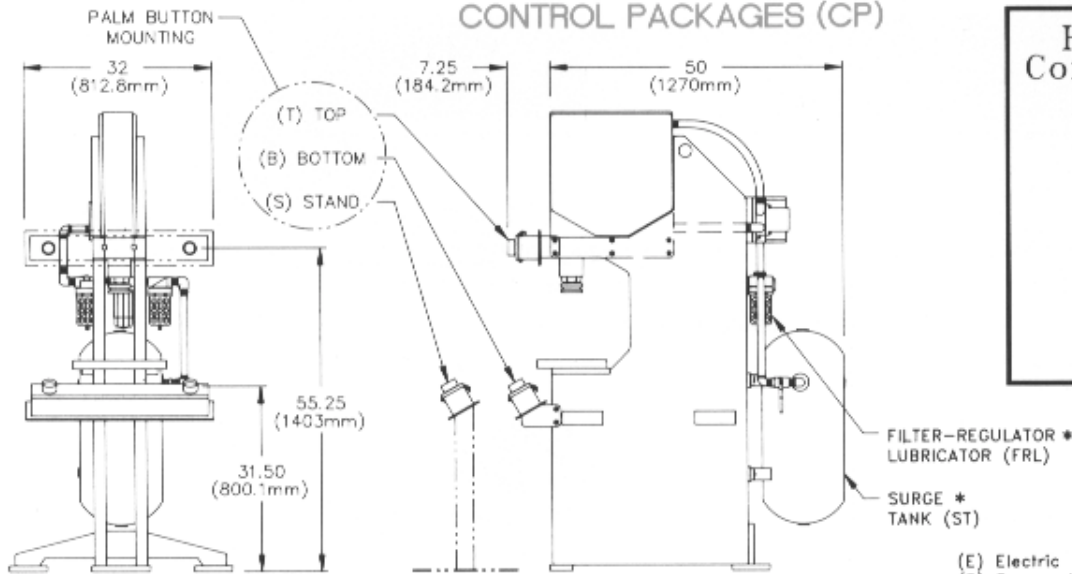 CONTROL PACKAGES (CP)
PALM BUTTON
MOUNTING
32
(812.8mm)
7.25
(184.2mm)
50
(1270mm)
(T) TOP
(B) BOTTOM
(S) STAND
55.25
(1403mm)
31.50
(800.1mm)
FILTER-REGULATOR *
LUBRICATOR (FRL)
SURGE *
TANK (ST)
(E) Electric